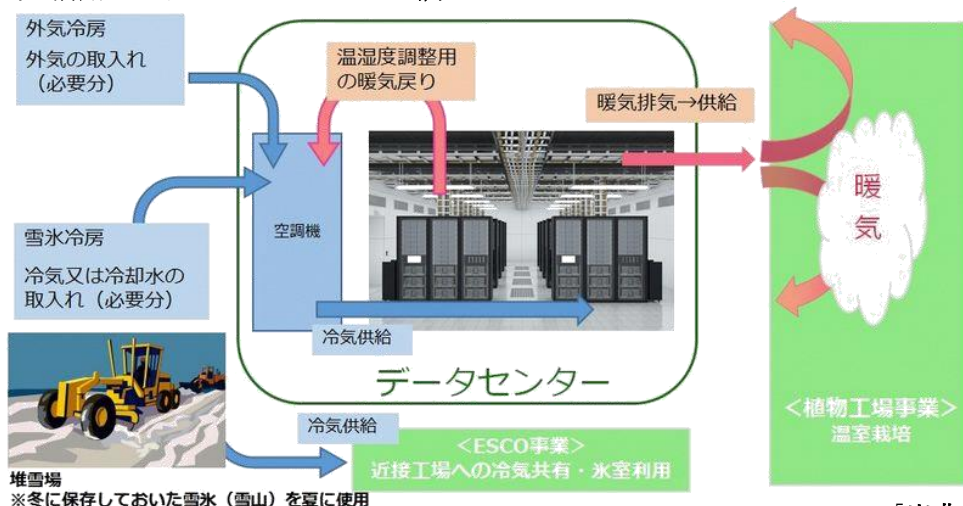 外気冷房
外気の取入れ
（必要分）
温湿度調整用
の暖気戻り
暖気排気→供給
暖
気
空調機
雪氷冷房
冷気又は冷却水の
取入れ（必要分）
冷気供給
データセンター
＜植物工場事業＞
温室栽培
冷気供給
＜ESCO事業＞
近接工場への冷気共有・氷室利用
堆雪場
※冬に保存しておいた雪氷（雪山）を夏に使用